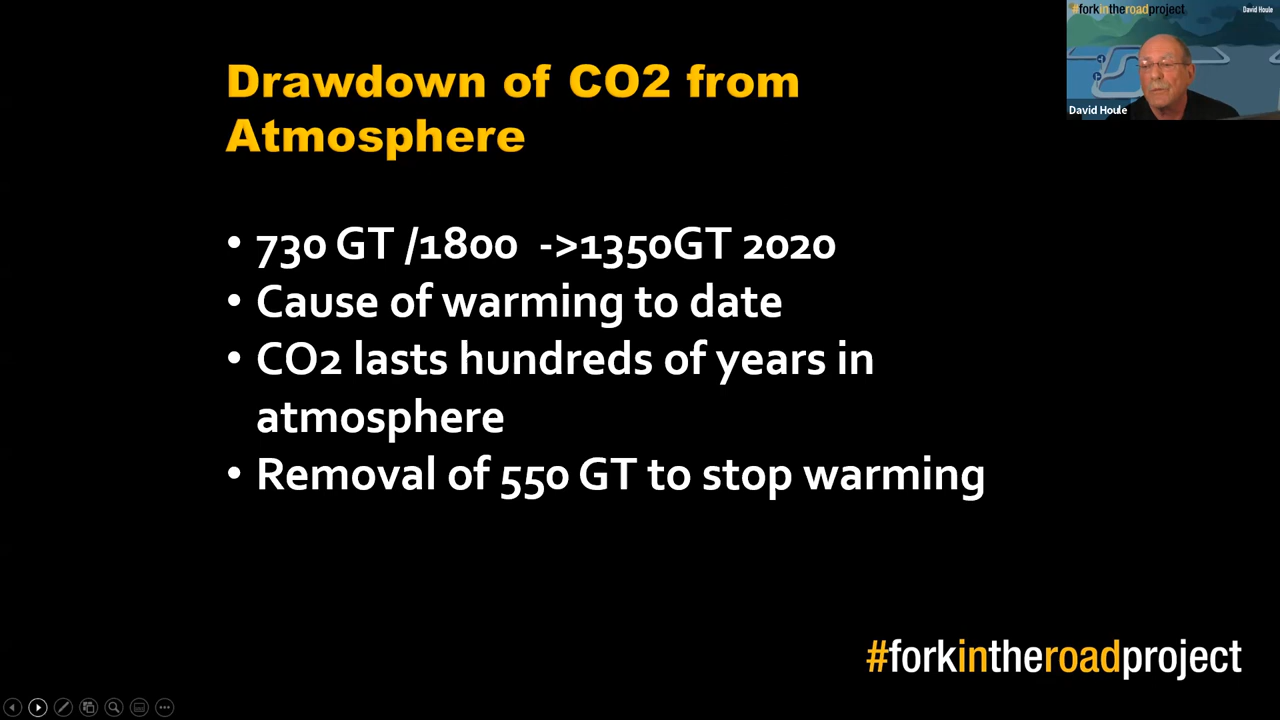 #forkintheroadproject
David Houle
David Houle
Drawdown of CO2 from
Atmosphere
• 730 GT /1800 ->1350GT 2020
• Cause of warming to date
• CO2 lasts hundreds of years in
atmosphere
• Removal of 550 GT to stop warming
#forkintheroadproject